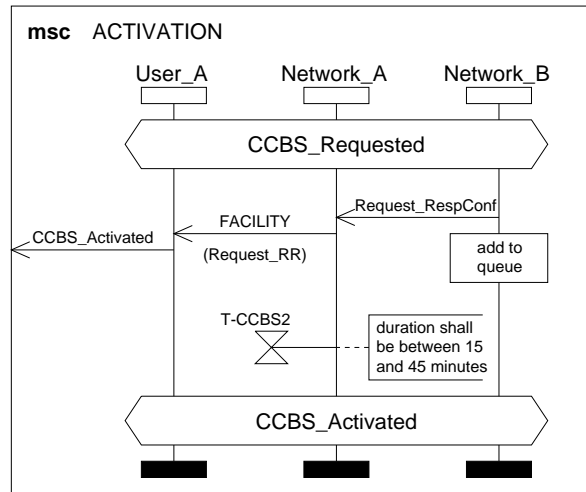 msc ACTIVATION
User_A Network_A Network_B
CCBS_Requested
Request_RespConf
FACILITY
CCBS_Activated
(Request_RR)
add to
queue
T-CCBS2
duration shall
be between 15
and 45 minutes
CCBS_Activated